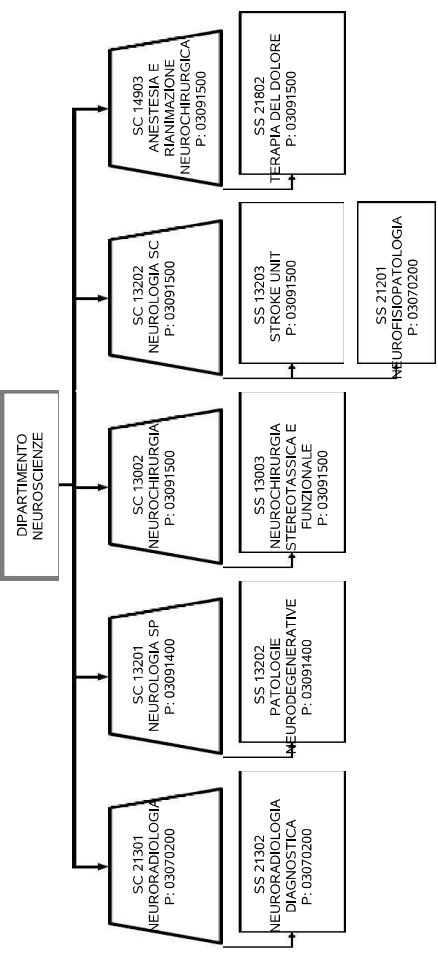 DIPARTIMENTO
NEUROSCIENZE
SC 21301
NEURORADIOLOGIA
P: 03070200
SC 13201
NEUROLOGIA SP
P: 03091400
SC 13002
NEUROCHIRURGIA
P: 03091500
SC 13202
NEUROLOGIA SC
P: 03091500
SC 14903
ANESTESIA E
RIANIMAZIONE
NEUROCHIRURGICA
P: 03091500
SS 21302
NEURORADIOLOGIA
DIAGNOSTICA
P: 03070200
SS 13202
PATOLOGIE
NEURODEGENERATIVE
P: 03091400
SS 13003
NEUROCHIRURGIA
STEREOTASSICA E
FUNZIONALE
P: 03091500
SS 13203
STROKE UNIT
P: 03091500
SS 21802
TERAPIA DEL DOLORE
P: 03091500
SS 21201
NEUROFISIOPATOLOGIA
P: 03070200